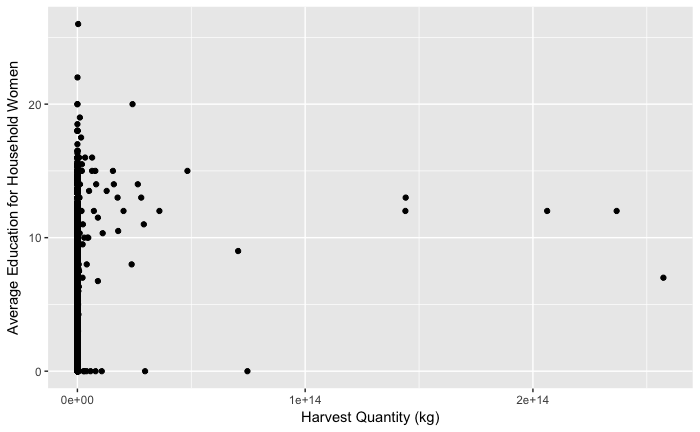 Average Education for Household Women
20
10
0
0e+00
1e+14
2e+14
Harvest Quantity (kg)